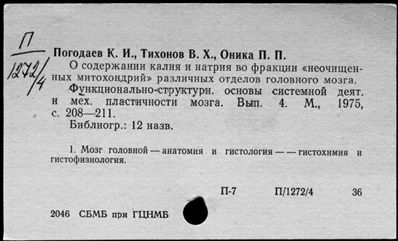 П
1272/4
Погодаев К. И., Тихонов В. Х., Оника П. П.
О содержании калия и натрия во фракции «неочищен-
ных митохондрий» различных отделов головного мозга.
Функционально-структурн. основы системной деят.
и мех. пластичности мозга. Вып. 4. М., 1975,
с. 208—211.
Библиогр.: 12 назв.
1. Мозг головной—анатомия и гистология — —гистохимия и
гистофизиология.
П-7 П/1272/4 36
2046 СБМБ при ГЦНМБ